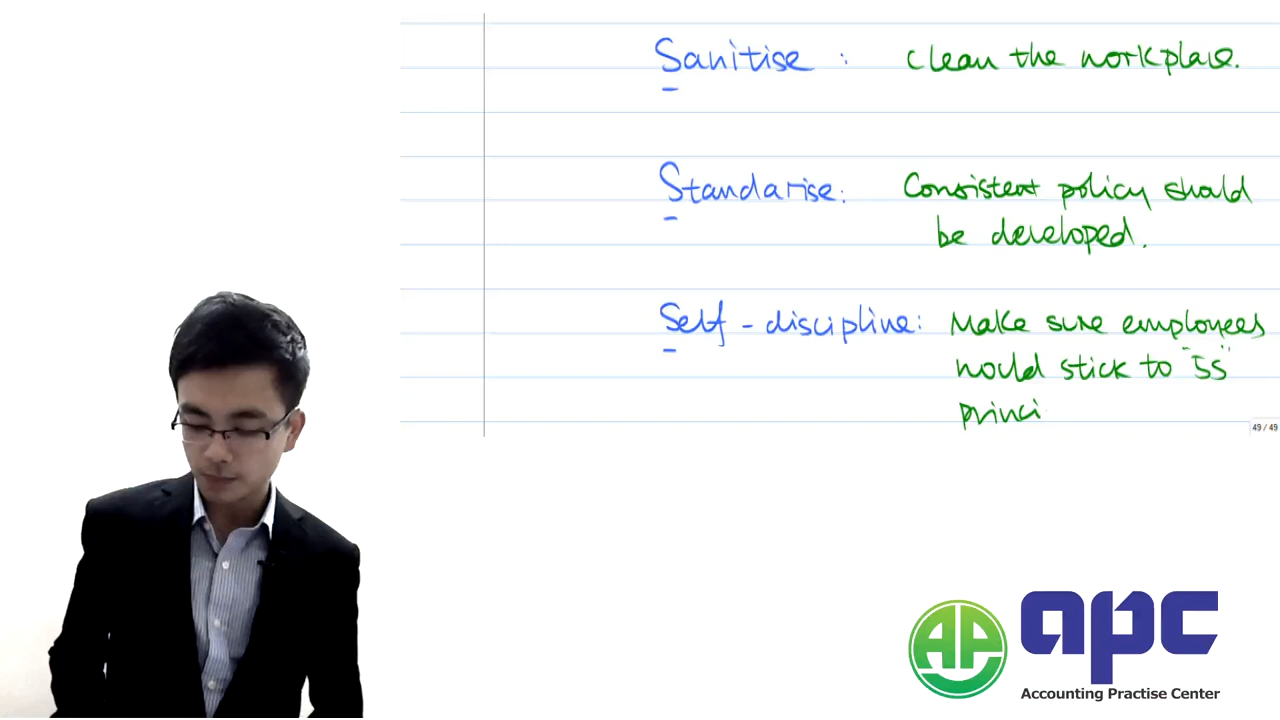 Sanitise : clean the workplace.
Standarise: Consistent policy should
be developed.
Self-discipline: Make sure employees
would stick to "5S"
princi
49 / 49
AP
apc
Accounting Practise Center